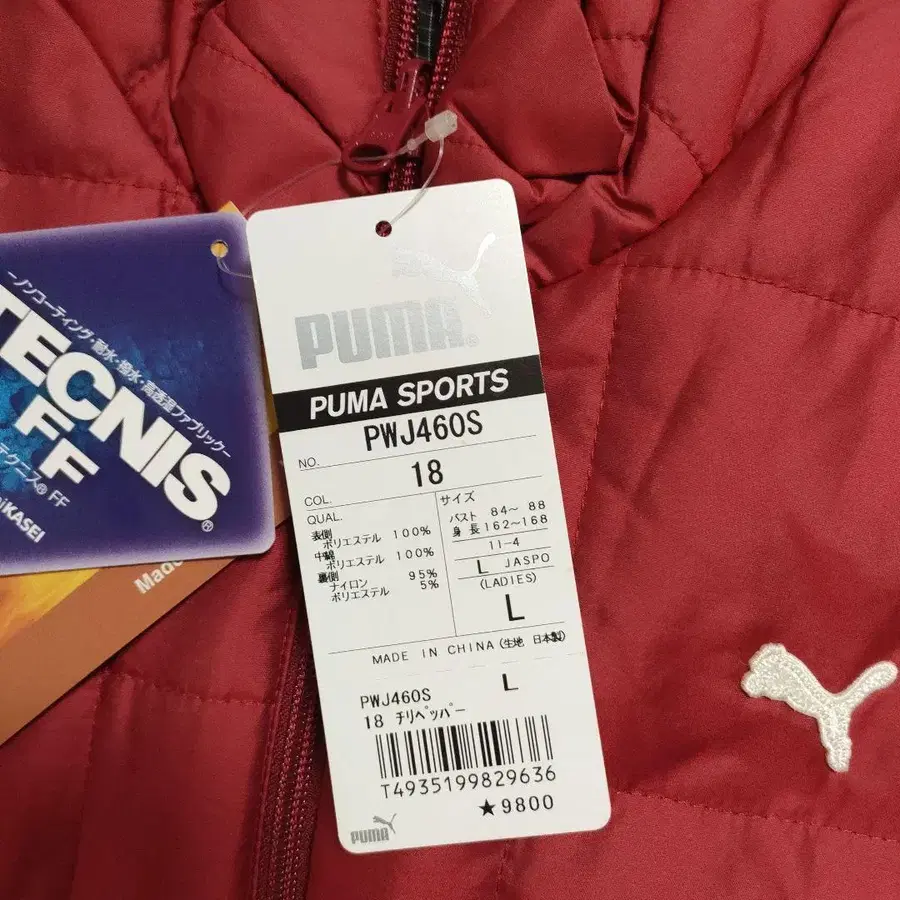 ーノンコーティング・耐水・撥水・高透湿ファブリックー
TECNIS
FF
テクニス® FF
KASEI
Made
PUMA®
PUMA SPORTS
NO. PWJ460S
COL. 18
QUAL.
表側
ポリエステル 100%
中綿
ポリエステル 100%
裏側
ナイロン 95%
ポリエステル 5%
サイズ
バスト 84～ 88
身長 162～168
11-4
L JASPO
(LADIES)
L
MADE IN CHINA (生地 日本製)
PWJ460S L
18 チリペッパー
T4935199829636
★9800
PUMA